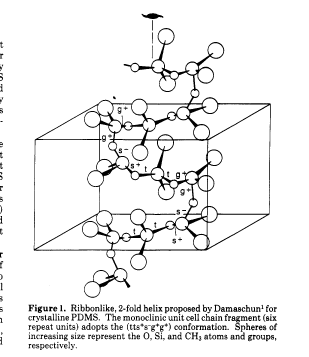 t
r
y
S
d
y
s
-
e
t
t
S
r
s
)
d
t
r
f
o
l
s
s
n
,
d
g+
g+
s-
s+
t
t
g+
g+
s-
t
t
s+
Figure 1. Ribbonlike, 2-fold helix proposed by Damaschun¹ for
crystalline PDMS. The monoclinic unit cell chain fragment (six
repeat units) adopts the (tts⁺s⁻g⁺g⁺) conformation. Spheres of
increasing size represent the O, Si, and CH₃ atoms and groups,
respectively.